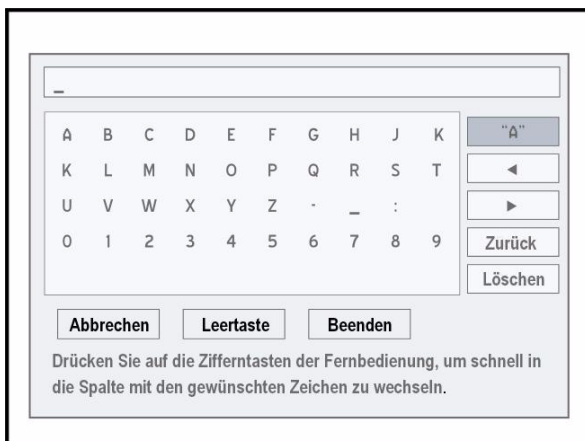 _
A B C D E F G H J K "A"
K L M N O P Q R S T ◄
U V W X Y Z - _ : ►
0 1 2 3 4 5 6 7 8 9 Zurück
Löschen
Abbrechen Leertaste Beenden
Drücken Sie auf die Zifferntasten der Fernbedienung, um schnell in
die Spalte mit den gewünschten Zeichen zu wechseln.